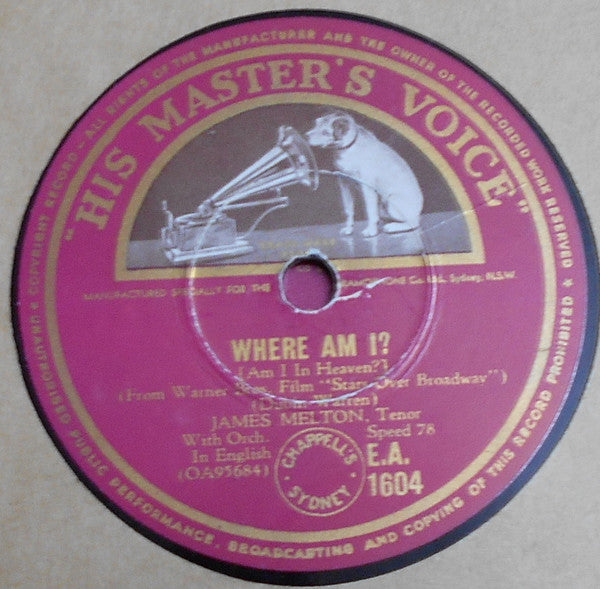 COPYRIGHT RECORD - ALL RIGHTS OF THE MANUFACTURER AND THE OWNER OF THE RECORDED WORK RESERVED
★ UNAUTHORISED PUBLIC PERFORMANCE, BROADCASTING AND COPYING OF THIS RECORD PROHIBITED ★
"HIS MASTER'S VOICE"
MANUFACTURED SPECIALLY FOR THE Co. Ltd. Sydney, N.S.W.
WHERE AM I?
[Am I In Heaven?]
(From Warner Bros. Film "Stars Over Broadway")
Warren)
JAMES MELTON, Tenor
With Orch. Speed 78
In English
(OA95684)
CHAPPELL'S
SYDNEY
E.A.
1604